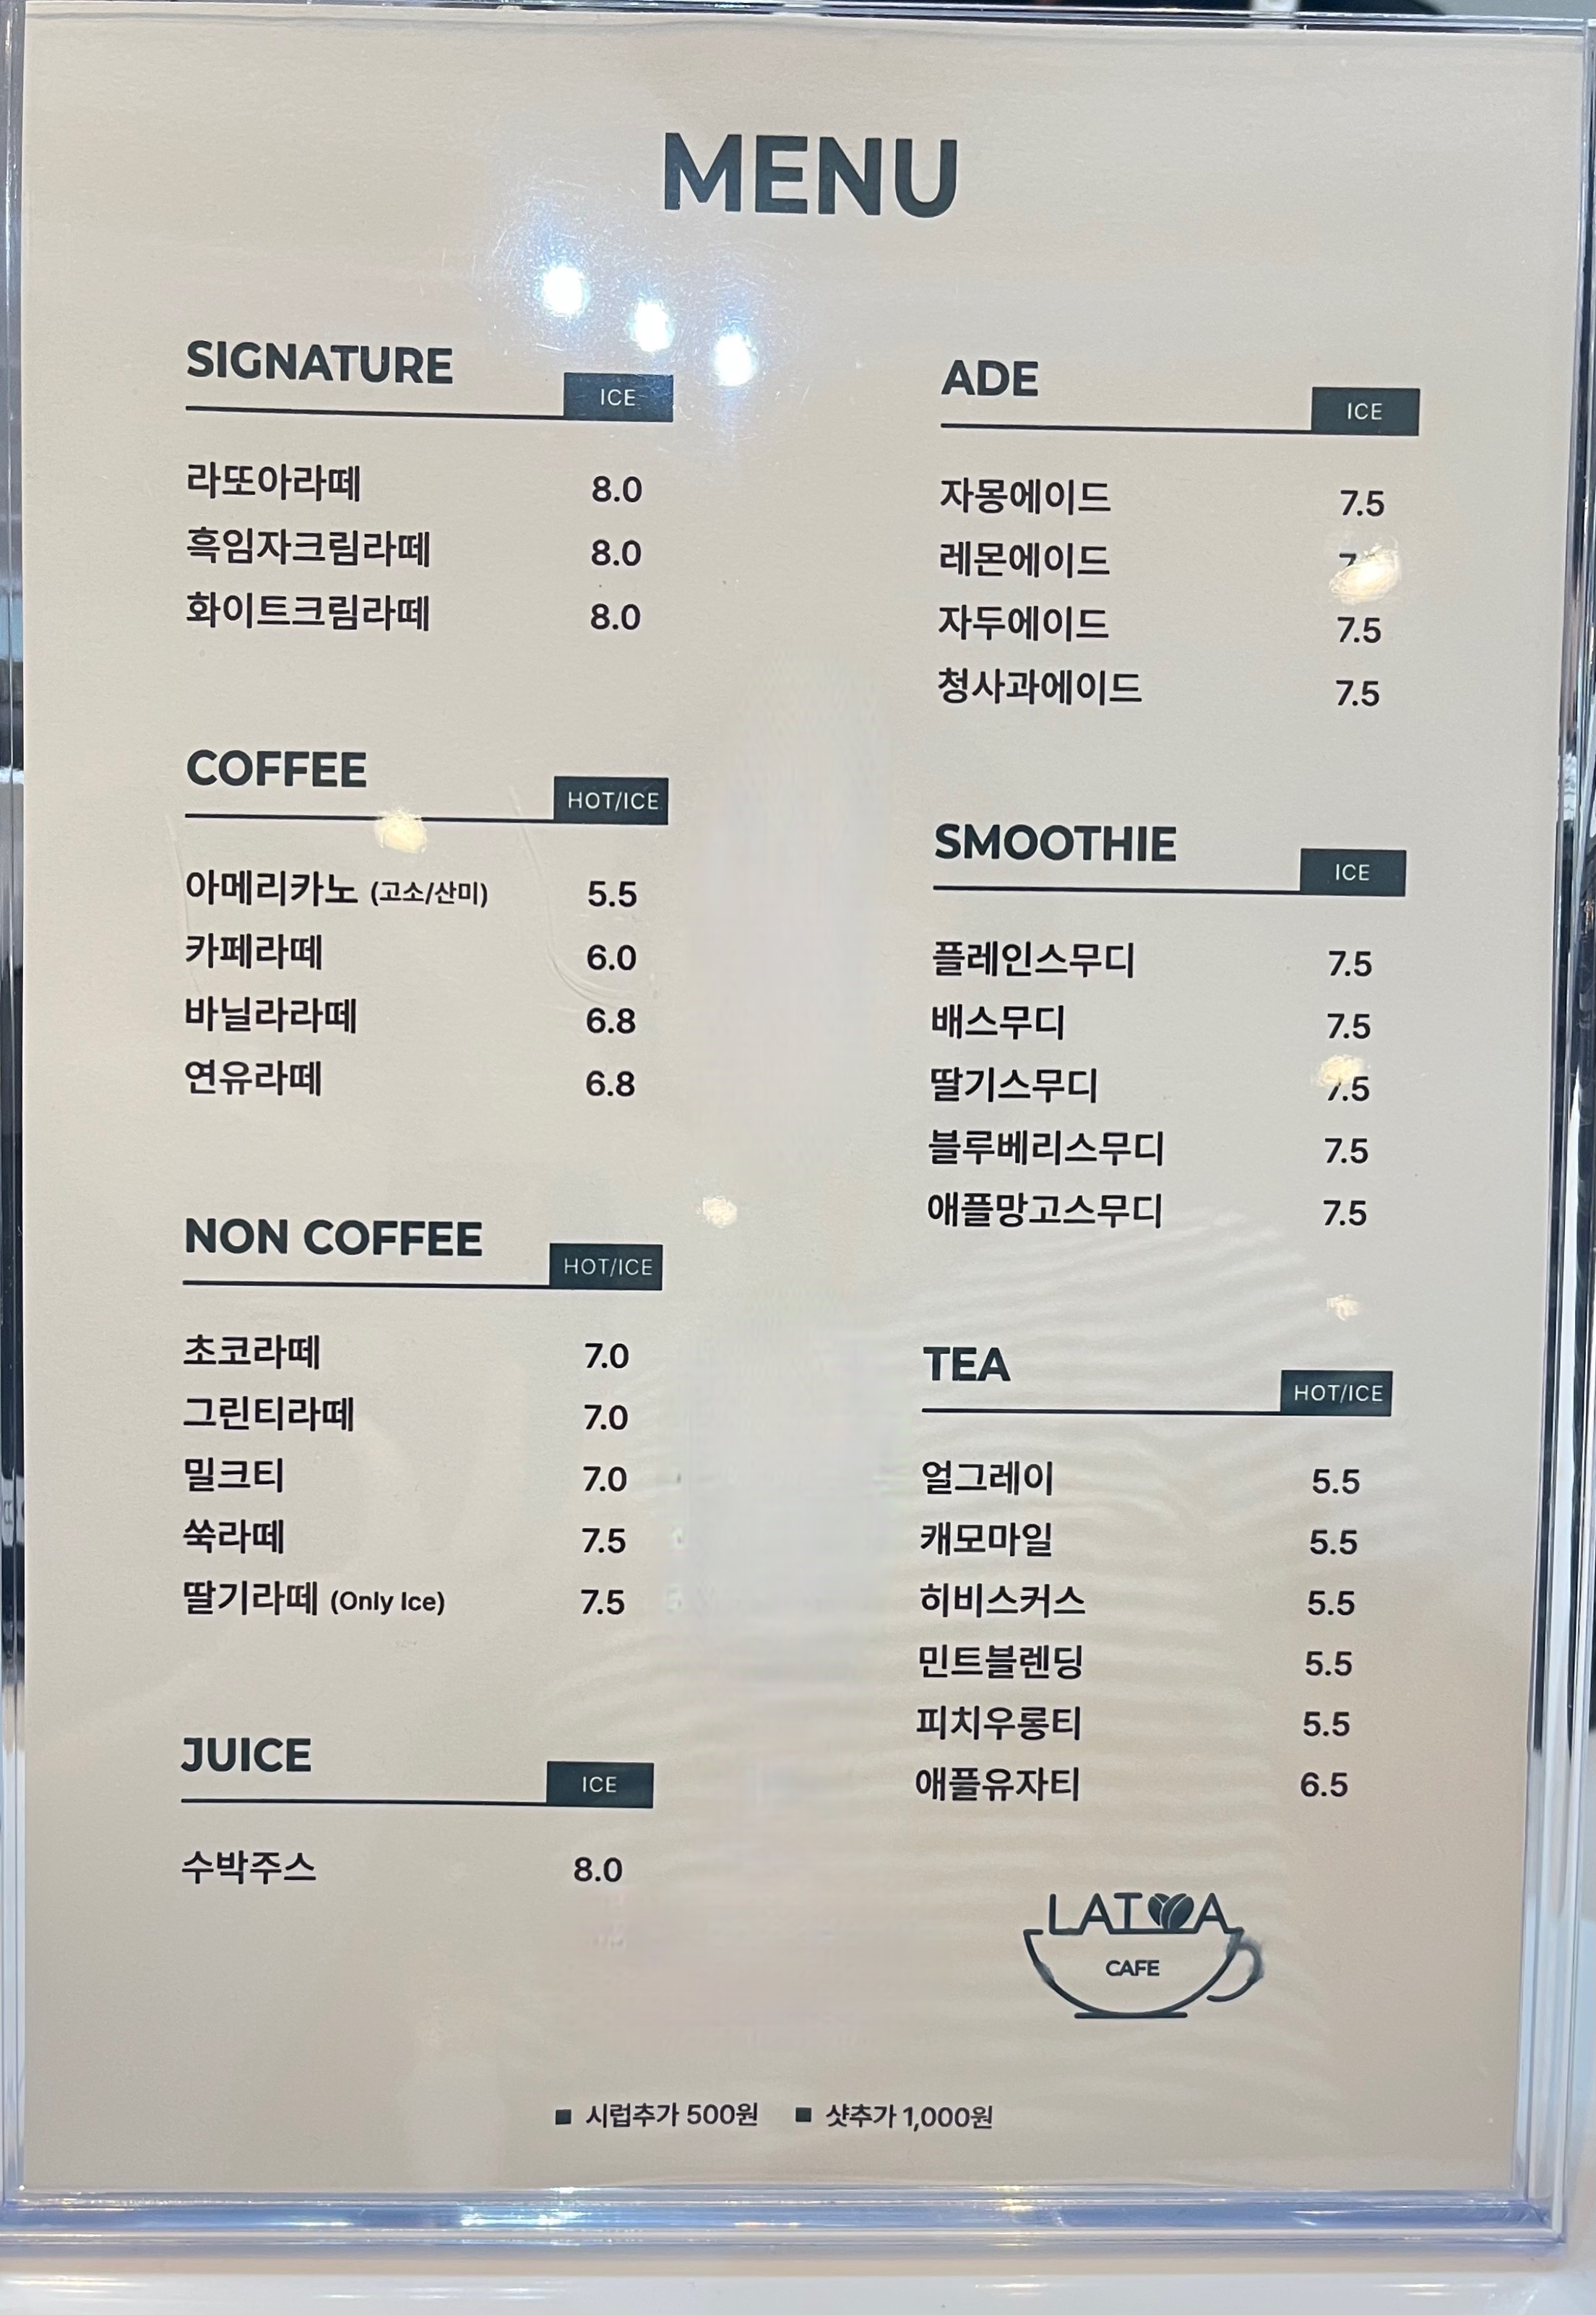 MENU
SIGNATURE
ICE
라또아라떼 8.0
흑임자크림라떼 8.0
화이트크림라떼 8.0
COFFEE
HOT/ICE
아메리카노 (고소/산미) 5.5
카페라떼 6.0
바닐라라떼 6.8
연유라떼 6.8
NON COFFEE
HOT/ICE
초코라떼 7.0
그린티라떼 7.0
밀크티 7.0
쑥라떼 7.5
딸기라떼 (Only Ice) 7.5
JUICE
ICE
수박주스 8.0
ADE
ICE
자몽에이드 7.5
레몬에이드
자두에이드 7.5
청사과에이드 7.5
SMOOTHIE
ICE
플레인스무디 7.5
배스무디 7.5
딸기스무디 7.5
블루베리스무디 7.5
애플망고스무디 7.5
TEA
HOT/ICE
얼그레이 5.5
캐모마일 5.5
히비스커스 5.5
민트블렌딩 5.5
피치우롱티 5.5
애플유자티 6.5
LATOA
CAFE
■ 시럽추가 500원 ■ 샷추가 1,000원